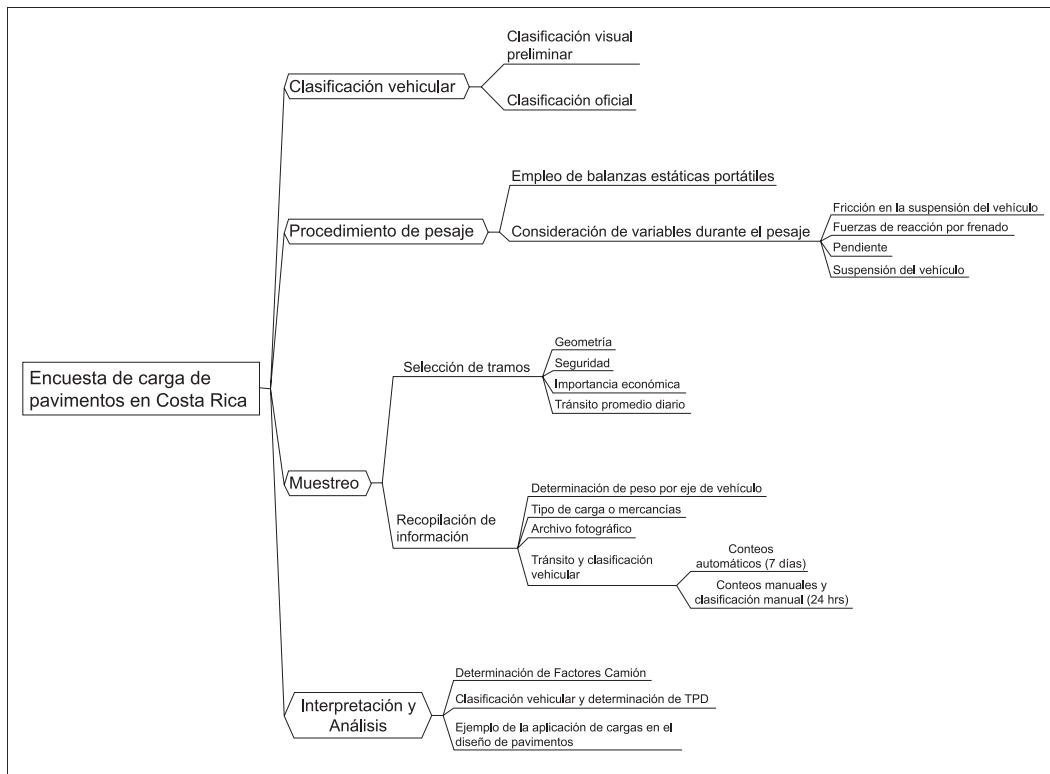 Encuesta de carga de
pavimentos en Costa Rica
Clasificación vehicular
Clasificación visual
preliminar
Clasificación oficial
Procedimiento de pesaje
Empleo de balanzas estáticas portátiles
Consideración de variables durante el pesaje
Fricción en la suspensión del vehículo
Fuerzas de reacción por frenado
Pendiente
Suspensión del vehículo
Muestreo
Selección de tramos
Geometría
Seguridad
Importancia económica
Tránsito promedio diario
Recopilación de
información
Determinación de peso por eje de vehículo
Tipo de carga o mercancías
Archivo fotográfico
Tránsito y clasificación
vehicular
Conteos
automáticos (7 días)
Conteos manuales y
clasificación manual (24 hrs)
Interpretación y
Análisis
Determinación de Factores Camión
Clasificación vehicular y determinación de TPD
Ejemplo de la aplicación de cargas en el
diseño de pavimentos